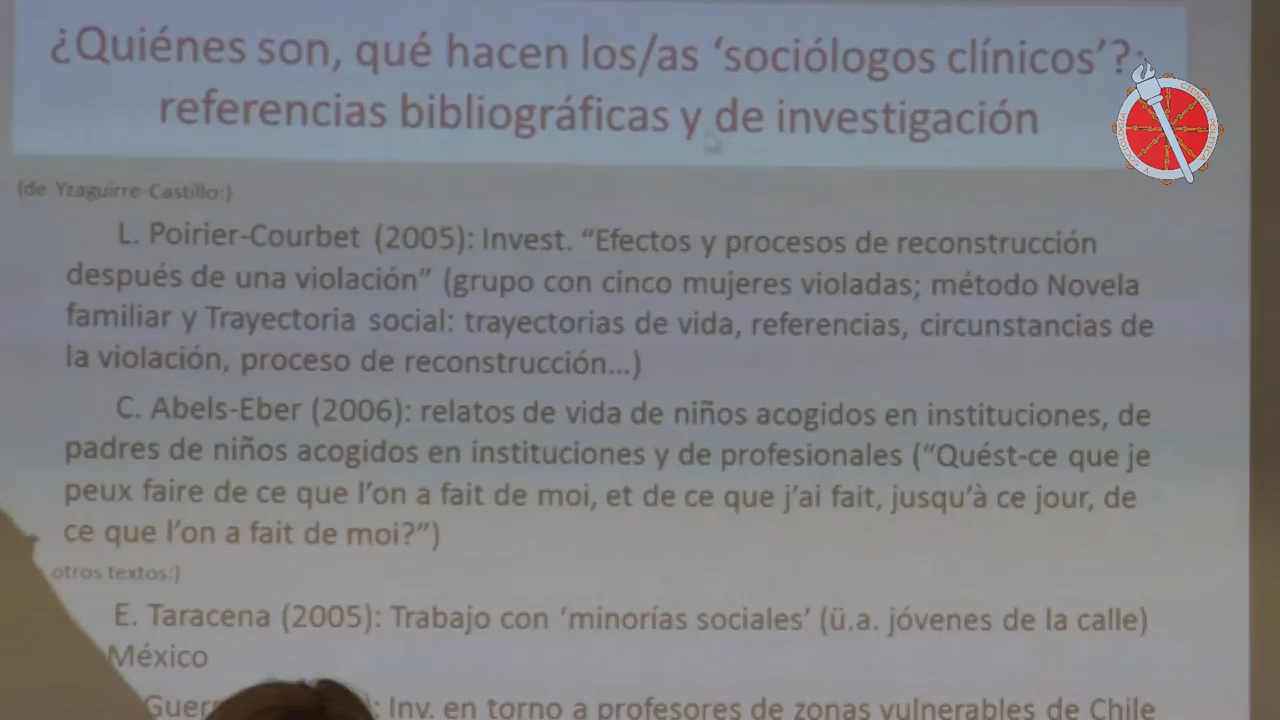 ¿Quiénes son, qué hacen los/as ‘sociólogos clínicos’?:
referencias bibliográficas y de investigación
CIENCIA POLÍTICA Y SOCIOLOGÍA
(de Yzaguirre-Castillo:)
L. Poirier-Courbet (2005): Invest. “Efectos y procesos de reconstrucción
después de una violación” (grupo con cinco mujeres violadas; método Novela
familiar y Trayectoria social: trayectorias de vida, referencias, circunstancias de
la violación, proceso de reconstrucción...)
C. Abels-Eber (2006): relatos de vida de niños acogidos en instituciones, de
padres de niños acogidos en instituciones y de profesionales (“Quést-ce que je
peux faire de ce que l’on a fait de moi, et de ce que j’ai fait, jusqu’à ce jour, de
ce que l’on a fait de moi?”)
otros textos:)
E. Taracena (2005): Trabajo con ‘minorías sociales’ (ü.a. jóvenes de la calle)
México
: Inv. en torno a profesores de zonas vulnerables de Chile